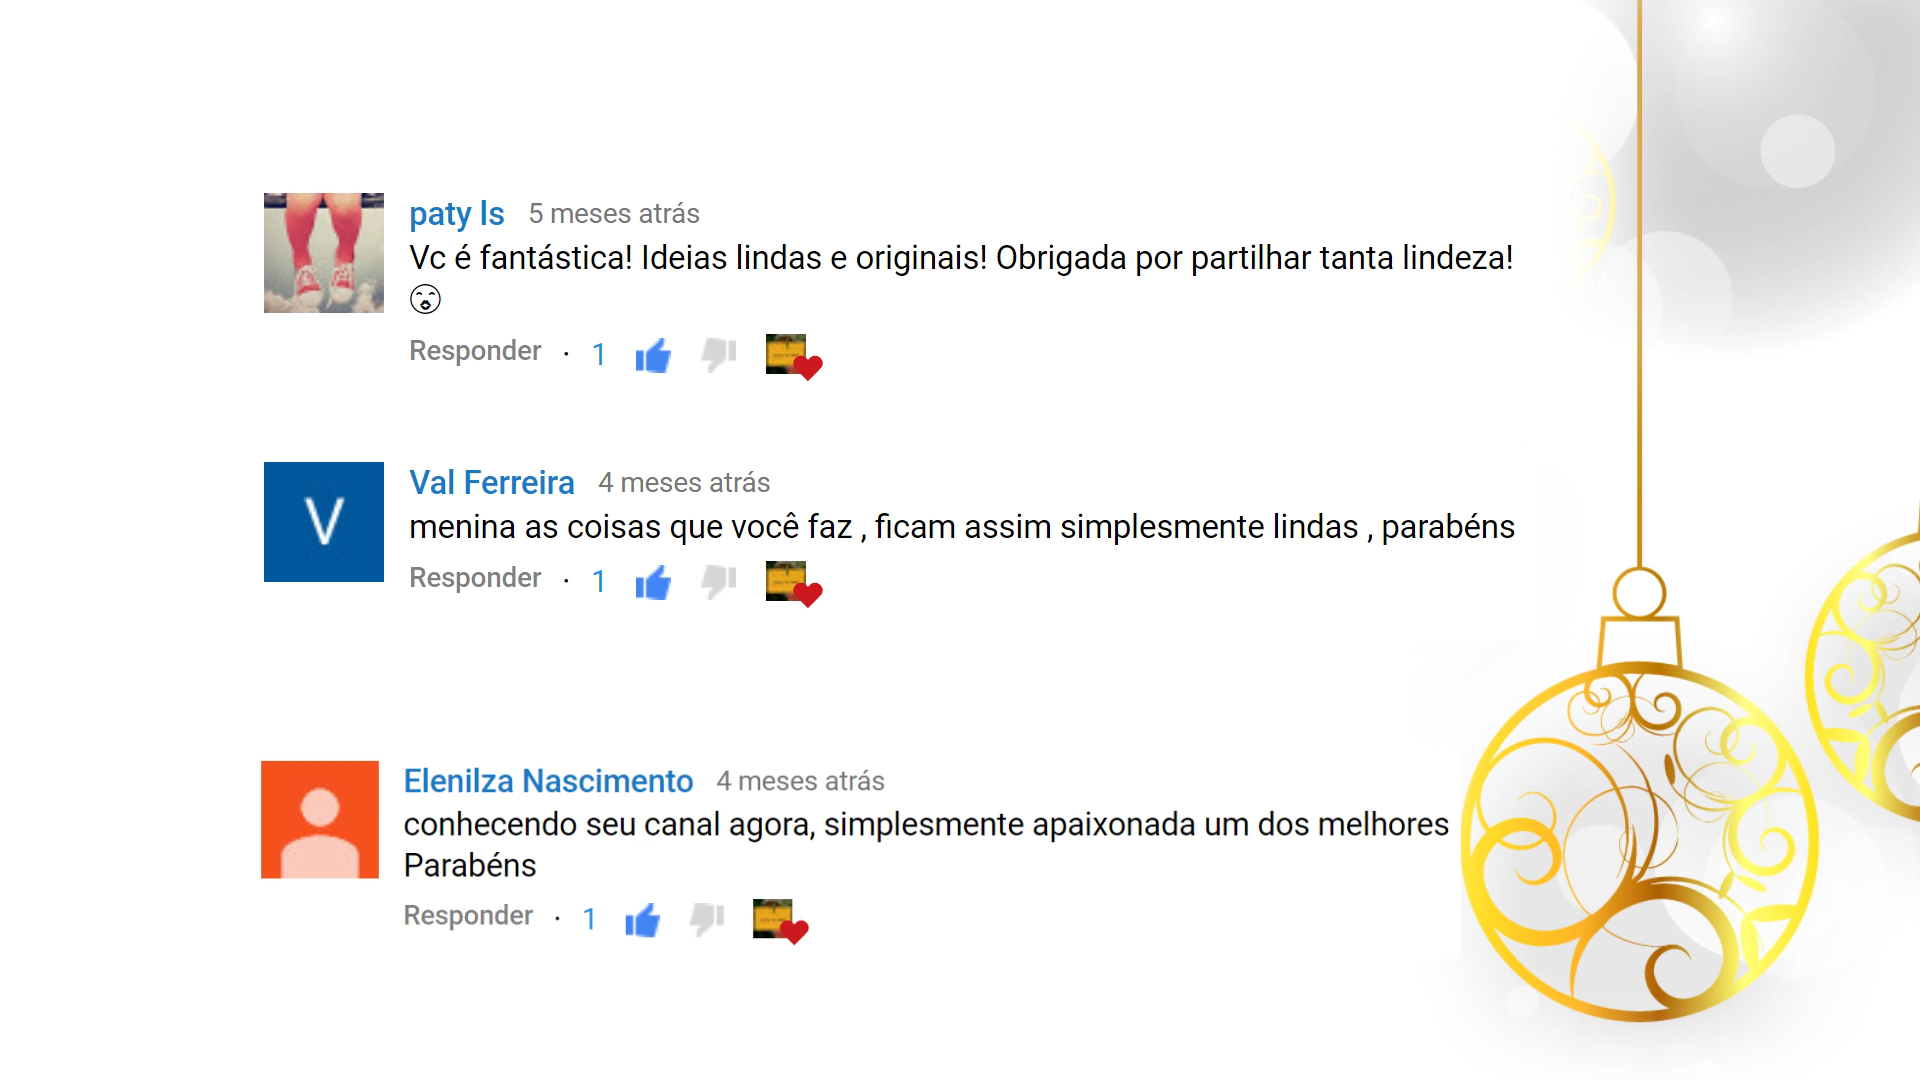 paty ls 5 meses atrás
Vc é fantástica! Ideias lindas e originais! Obrigada por partilhar tanta lindeza!
😙
Responder · 1
V
Val Ferreira 4 meses atrás
menina as coisas que você faz , ficam assim simplesmente lindas , parabéns
Responder · 1
Elenilza Nascimento 4 meses atrás
conhecendo seu canal agora, simplesmente apaixonada um dos melhores
Parabéns
Responder · 1